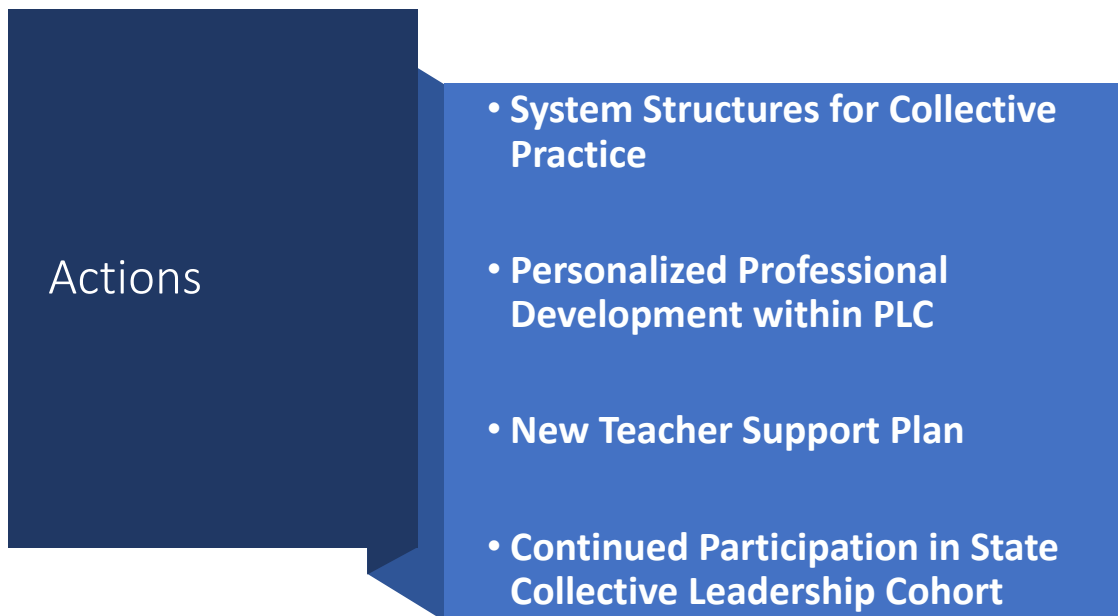 Actions
• System Structures for Collective
Practice
• Personalized Professional
Development within PLC
• New Teacher Support Plan
• Continued Participation in State
Collective Leadership Cohort